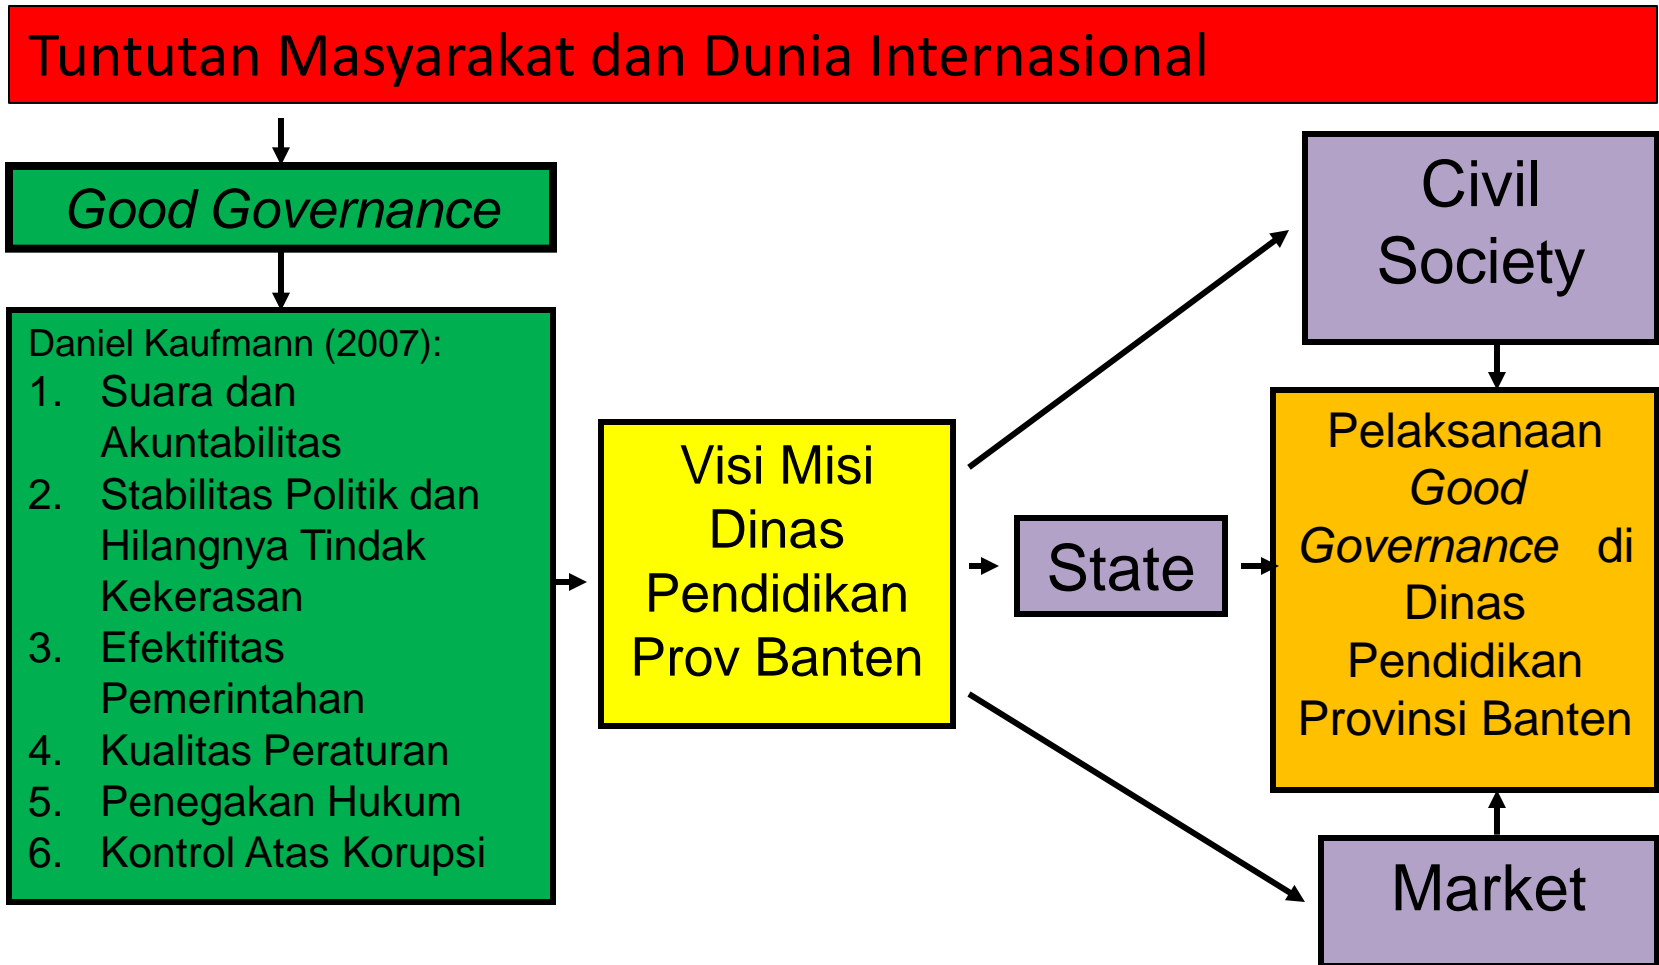 Tuntutan Masyarakat dan Dunia Internasional
Good Governance
Daniel Kaufmann (2007):
1. Suara dan
Akuntabilitas
2. Stabilitas Politik dan
Hilangnya Tindak
Kekerasan
3. Efektifitas
Pemerintahan
4. Kualitas Peraturan
5. Penegakan Hukum
6. Kontrol Atas Korupsi
Visi Misi
Dinas
Pendidikan
Prov Banten
Civil
Society
State
Market
Pelaksanaan
Good
Governance di
Dinas
Pendidikan
Provinsi Banten